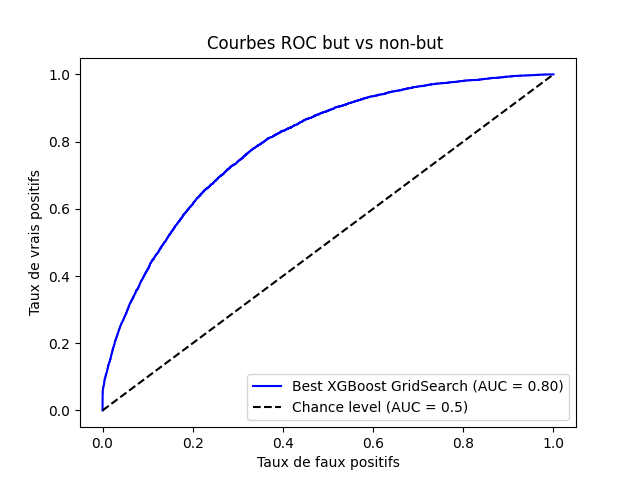 Courbes ROC but vs non-but
1.0
0.8
0.6
0.4
0.2
0.0
Taux de vrais positifs
Best XGBoost GridSearch (AUC = 0.80)
Chance level (AUC = 0.5)
0.0 0.2 0.4 0.6 0.8 1.0
Taux de faux positifs